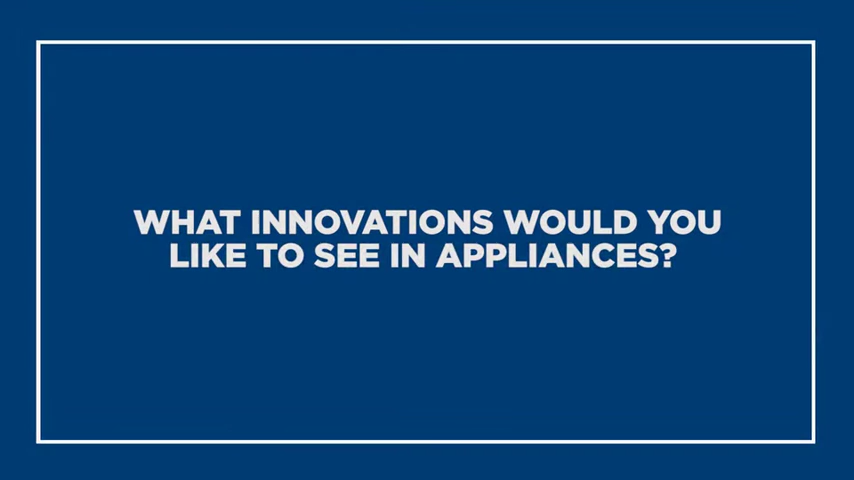 WHAT INNOVATIONS WOULD YOU
LIKE TO SEE IN APPLIANCES?